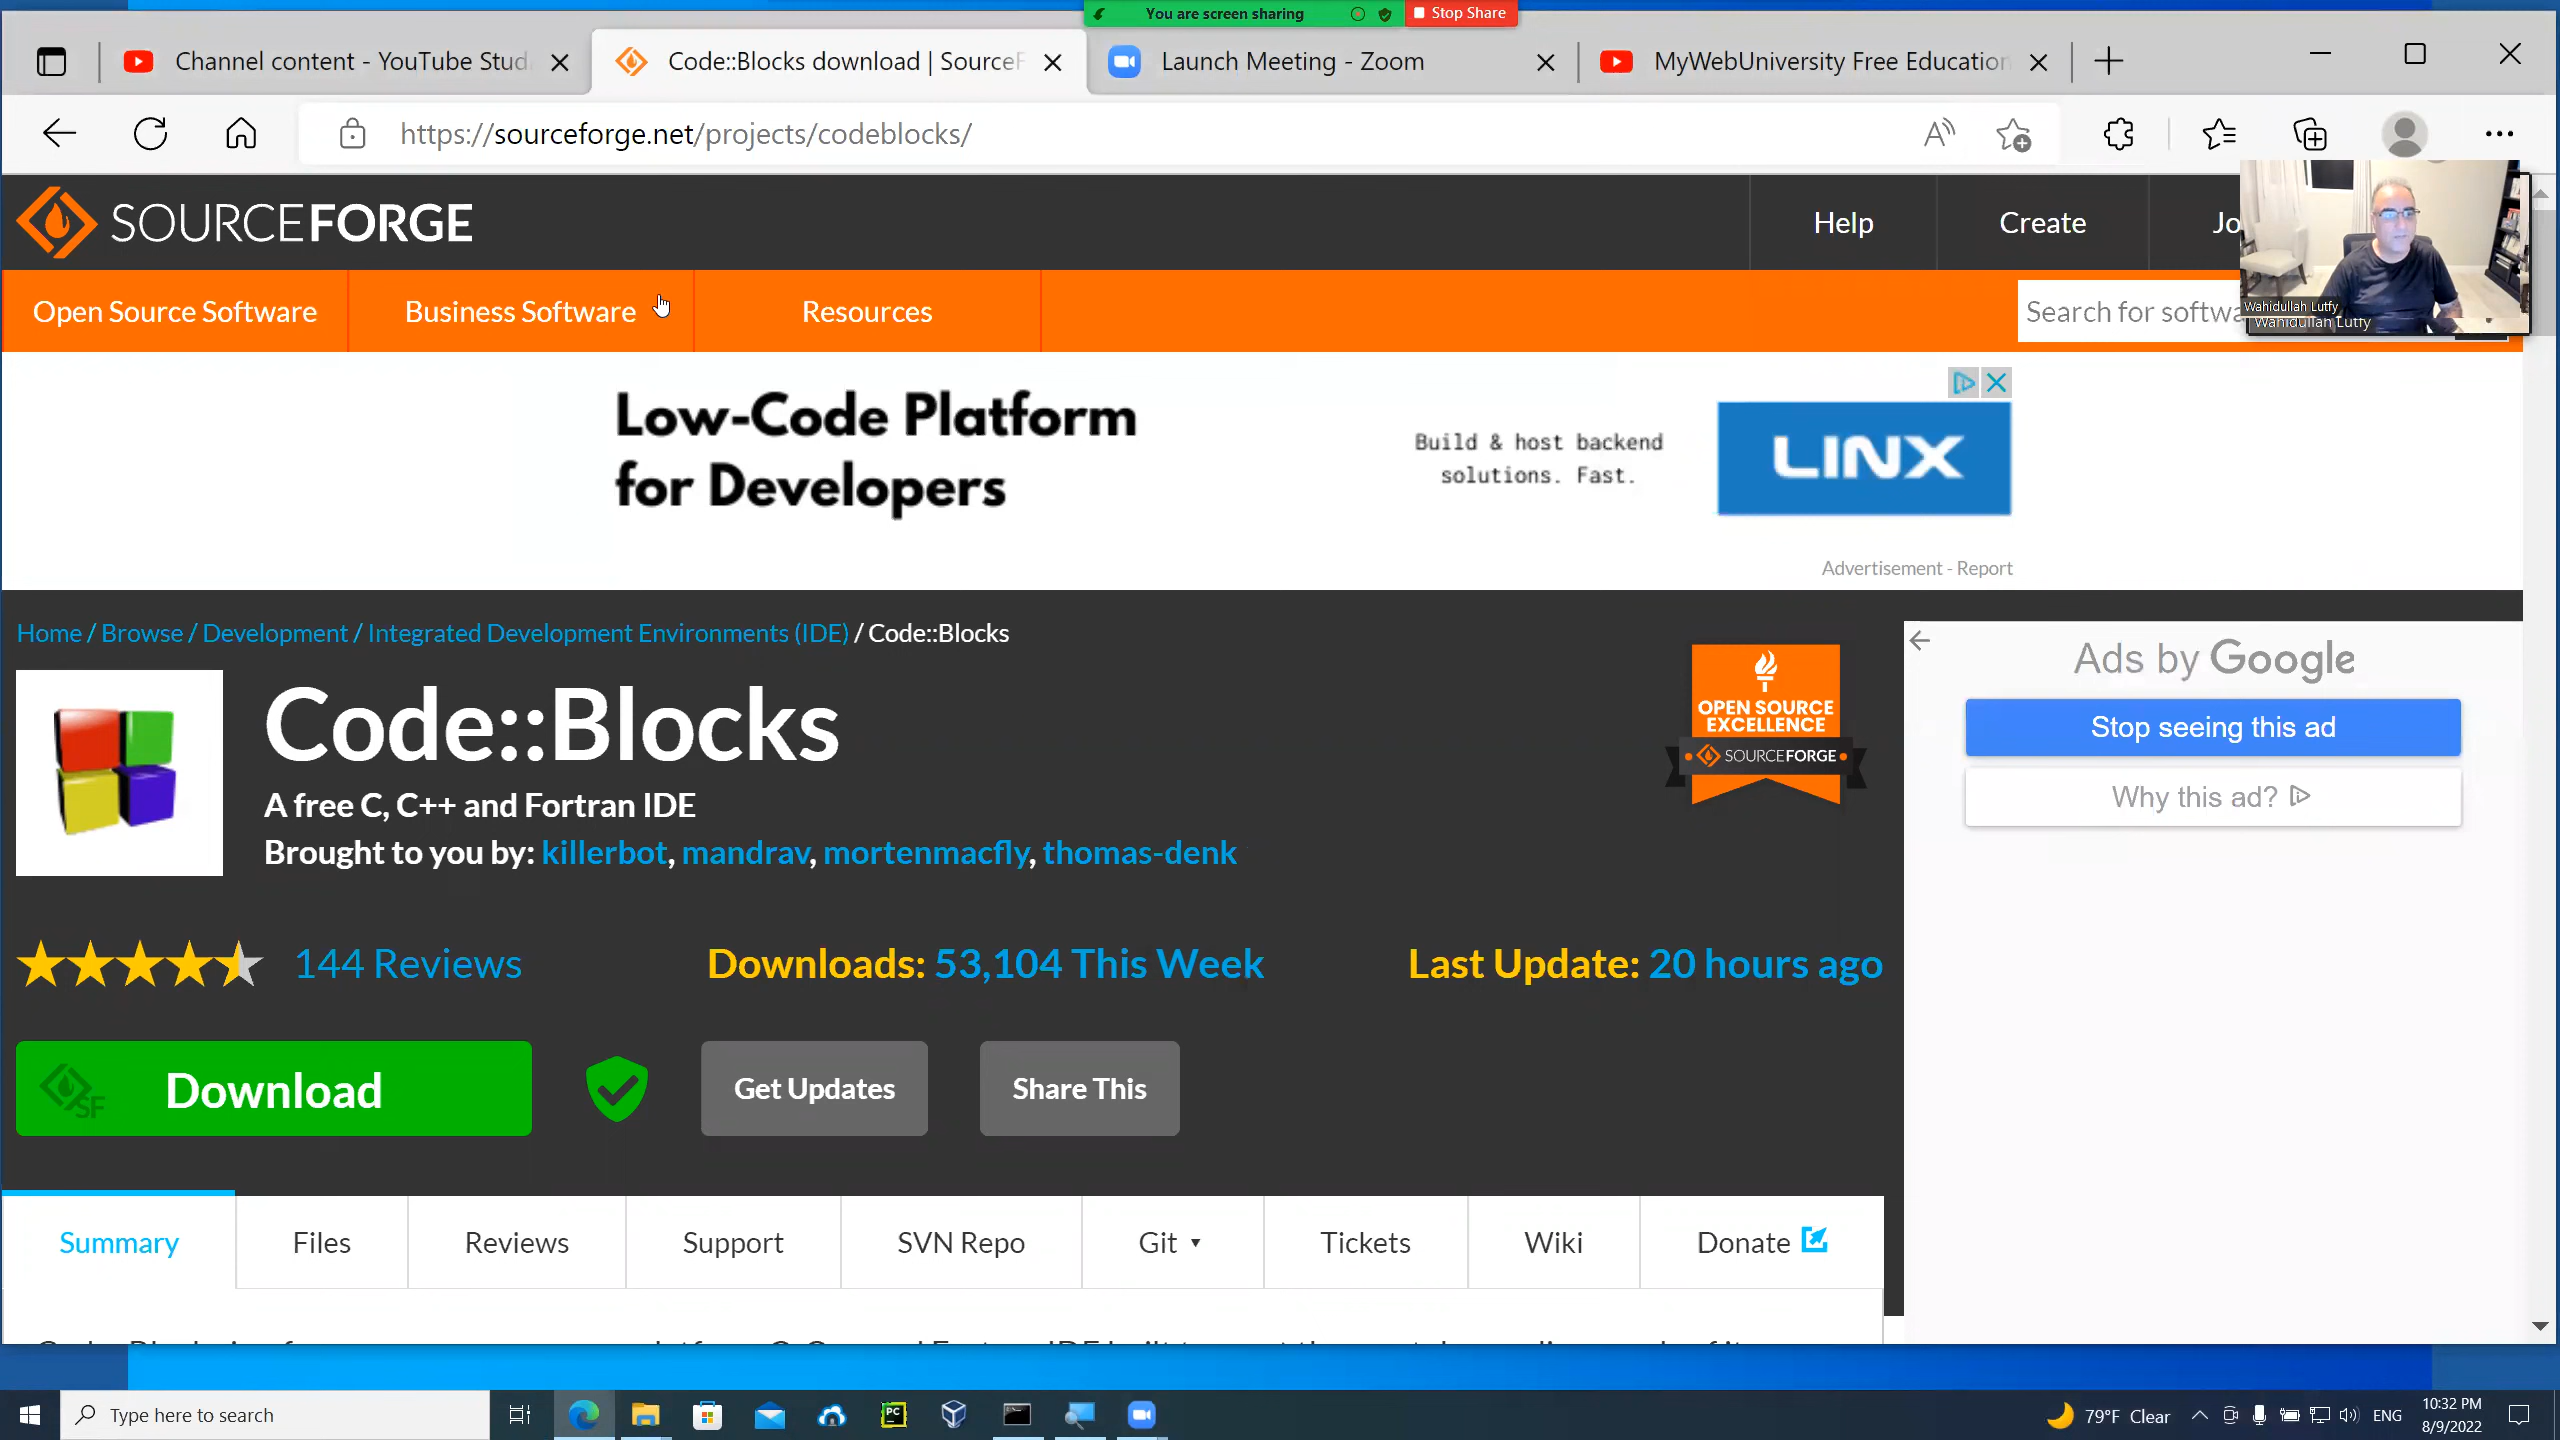 You are screen sharing
Stop Share
Channel content - YouTube Stud
Code::Blocks download | SourceF
Launch Meeting - Zoom
MyWebUniversity Free Education
https://sourceforge.net/projects/codeblocks/
SOURCEFORGE
Help
Create
Jo
Open Source Software
Business Software
Resources
Search for softwa
Wahidullah Lutfy
Wahidullah Lutfy
Low-Code Platform
for Developers
Build & host backend
solutions. Fast.
LINX
Advertisement - Report
Home / Browse / Development / Integrated Development Environments (IDE) / Code::Blocks
Code::Blocks
A free C, C++ and Fortran IDE
Brought to you by: killerbot, mandrav, mortenmacfly, thomas-denk
OPEN SOURCE
EXCELLENCE
SOURCEFORGE
Ads by Google
Stop seeing this ad
Why this ad?
144 Reviews
Downloads: 53,104 This Week
Last Update: 20 hours ago
SF
Download
Get Updates
Share This
Summary
Files
Reviews
Support
SVN Repo
Git
Tickets
Wiki
Donate
Type here to search
PC
79°F Clear
ENG
10:32 PM
8/9/2022